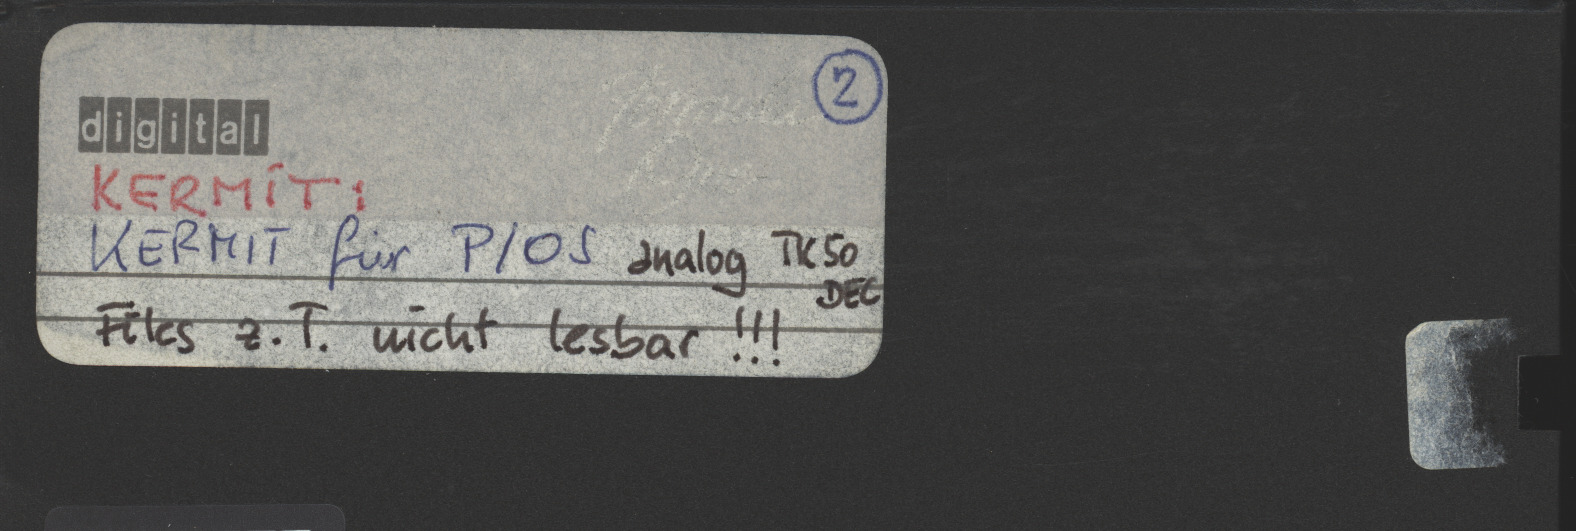 2
digital
KERMIT:
KERMIT für P/OS analog TK50
DEC
Files z.T. nicht lesbar !!!